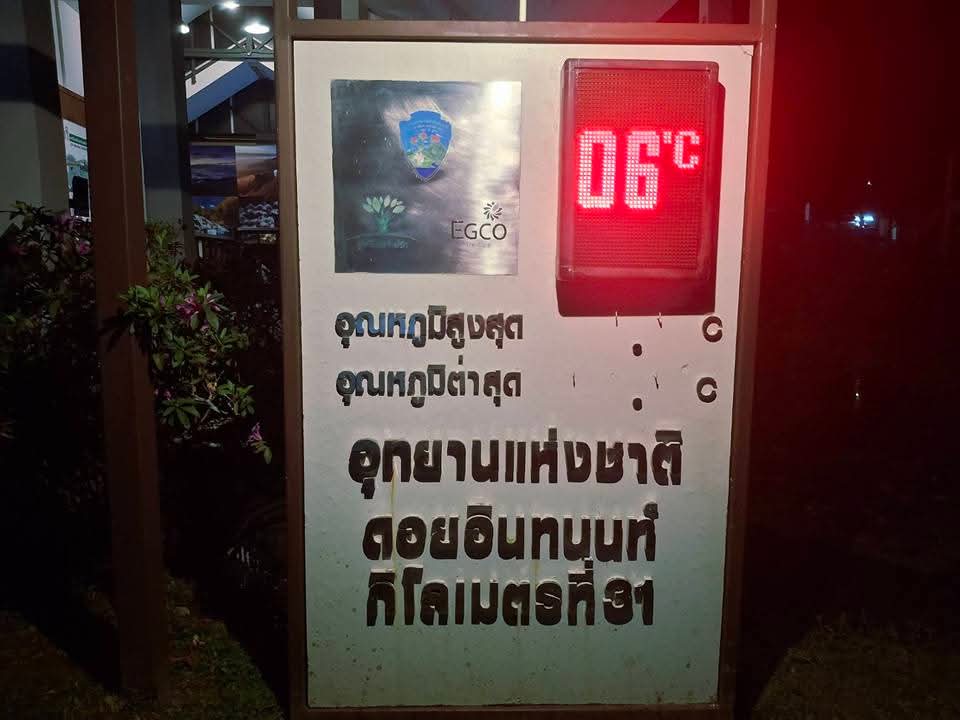 06°C
EGCO
อุณหภูมิสูงสุด C
อุณหภูมิต่ำสุด C
อุทยานแห่งชาติ
ดอยอินทนนท์
กิโลเมตรที่ 31